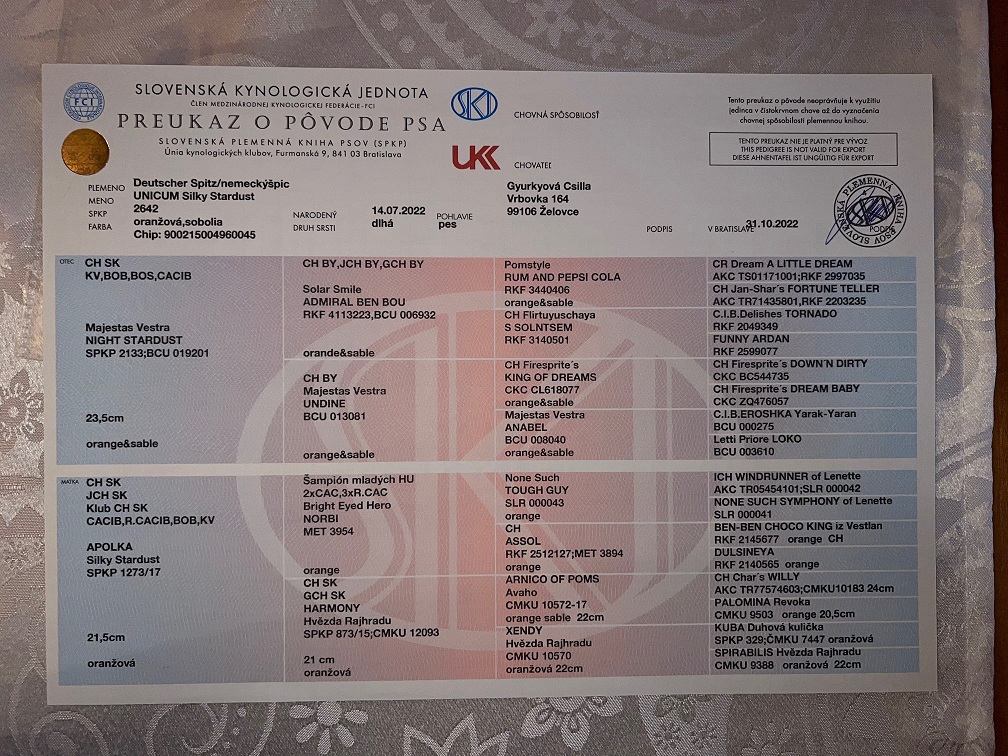 FCI
SLOVENSKÁ KYNOLOGICKÁ JEDNOTA
ČLEN MEDZINÁRODNEJ KYNOLOGICKEJ FEDERÁCIE-FCI
PREUKAZ O PÔVODE PSA
SLOVENSKÁ PLEMENNÁ KNIHA PSOV (SPKP)
Únia kynologických klubov, Furmanská 9, 841 03 Bratislava
SKJ
UKK
CHOVNÁ SPÔSOBILOSŤ
CHOVATEĽ
Tento preukaz o pôvode neoprávňuje k využitiu
jedinca v čistokrvnom chove až do vyznačenia
chovnej spôsobilosti plemennou knihou.
TENTO PREUKAZ NIE JE PLATNÝ PRE VÝVOZ
THIS PEDIGREE IS NOT VALID FOR EXPORT
DIESE AHNENTAFEL IST UNGÜLTIG FÜR EXPORT
PLEMENO Deutscher Spitz/nemeckýšpic
MENO UNICUM Silky Stardust
SPKP 2642
FARBA oranžová,sobolia
Chip: 900215004960045
NARODENÝ 14.07.2022
DRUH SRSTI dlhá
POHLAVIE pes
Gyurkyová Csilla
Vrbovka 164
99106 Želovce
PODPIS
V BRATISLAVE 31.10.2022
PODPIS
PLEMENNÁ KNIHA PSOV SLOVENSK
OTEC
CH SK
KV,BOB,BOS,CACIB
Majestas Vestra
NIGHT STARDUST
SPKP 2133;BCU 019201
23,5cm
orange&sable
CH BY,JCH BY,GCH BY
Solar Smile
ADMIRAL BEN BOU
RKF 4113223,BCU 006932
orande&sable
CH BY
Majestas Vestra
UNDINE
BCU 013081
orange&sable
Pomstyle
RUM AND PEPSI COLA
RKF 3440406
orange&sable
CH Flirtuyuschaya
S SOLNTSEM
RKF 3140501
CH Firesprite´s
KING OF DREAMS
CKC CL618077
orange&sable
Majestas Vestra
ANABEL
BCU 008040
orange&sable
CR Dream A LITTLE DREAM
AKC TS01171001;RKF 2997035
CH Jan-Shar´s FORTUNE TELLER
AKC TR71435801,RKF 2203235
C.I.B.Delishes TORNADO
RKF 2049349
FUNNY ARDAN
RKF 2599077
CH Firesprite´s DOWN'N DIRTY
CKC BC544735
CH Firesprite´s DREAM BABY
CKC ZQ476057
C.I.B.EROSHKA Yarak-Yaran
BCU 000275
Letti Priore LOKO
BCU 003610
MATKA
CH SK
JCH SK
Klub CH SK
CACIB,R.CACIB,BOB,KV
APOLKA
Silky Stardust
SPKP 1273/17
21,5cm
oranžová
Šampión mladých HU
2xCAC,3xR.CAC
Bright Eyed Hero
NORBI
MET 3954
orange
CH SK
GCH SK
HARMONY
Hvězda Rajhradu
SPKP 873/15;CMKU 12093
21 cm
oranžová
None Such
TOUGH GUY
SLR 000043
orange
CH
ASSOL
RKF 2512127;MET 3894
orange
ARNICO OF POMS
Avaho
CMKU 10572-17
orange sable 22cm
XENDY
Hvězda Rajhradu
CMKU 10570
oranžová 22cm
ICH WINDRUNNER of Lenette
AKC TR05454101;SLR 000042
NONE SUCH SYMPHONY of Lenette
SLR 000041
BEN-BEN CHOCO KING iz Vestlan
RKF 2145677 orange CH
DULSINEYA
RKF 2140565 orange
CH Char´s WILLY
AKC TR77574603;CMKU10183 24cm
PALOMINA Revoka
CMKU 9503 orange 20,5cm
KUBA Duhová kulička
SPKP 329;ČMKU 7447 oranžová
SPIRABILIS Hvězda Rajhradu
CMKU 9388 oranžová 22cm